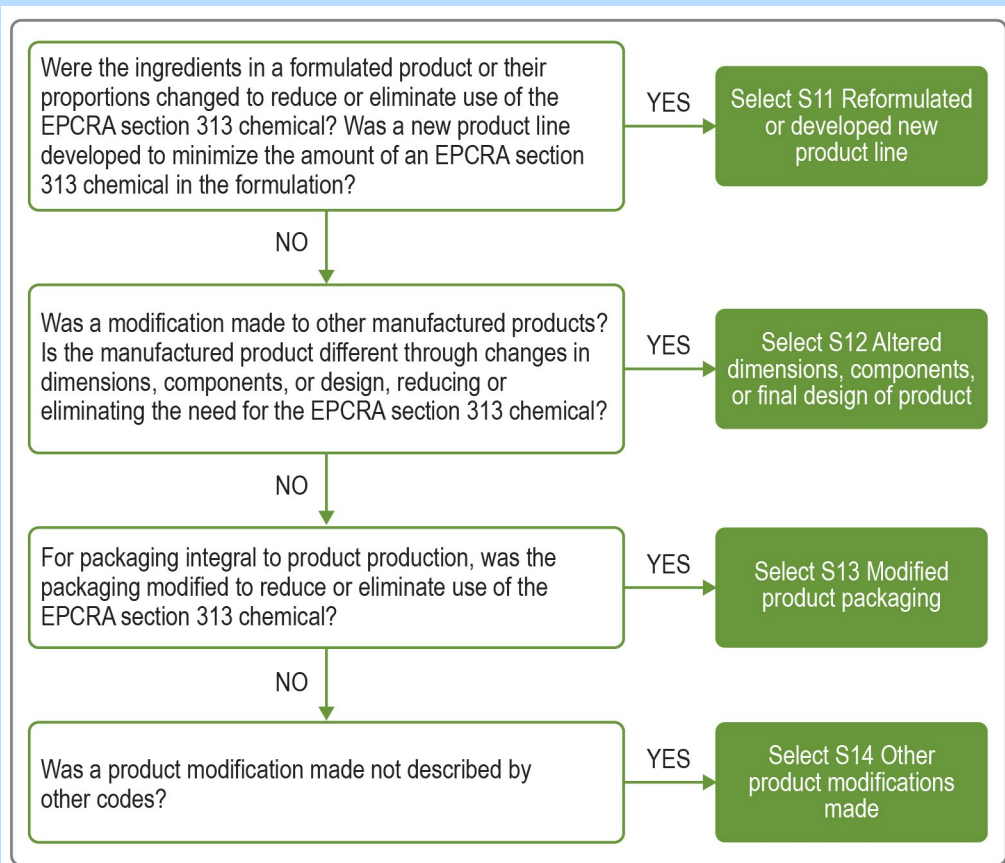 Were the ingredients in a formulated product or their
proportions changed to reduce or eliminate use of the
EPCRA section 313 chemical? Was a new product line
developed to minimize the amount of an EPCRA section
313 chemical in the formulation?
YES
Select S11 Reformulated
or developed new
product line
NO
Was a modification made to other manufactured products?
Is the manufactured product different through changes in
dimensions, components, or design, reducing or
eliminating the need for the EPCRA section 313 chemical?
YES
Select S12 Altered
dimensions, components,
or final design of product
NO
For packaging integral to product production, was the
packaging modified to reduce or eliminate use of the
EPCRA section 313 chemical?
YES
Select S13 Modified
product packaging
NO
Was a product modification made not described by
other codes?
YES
Select S14 Other
product modifications
made